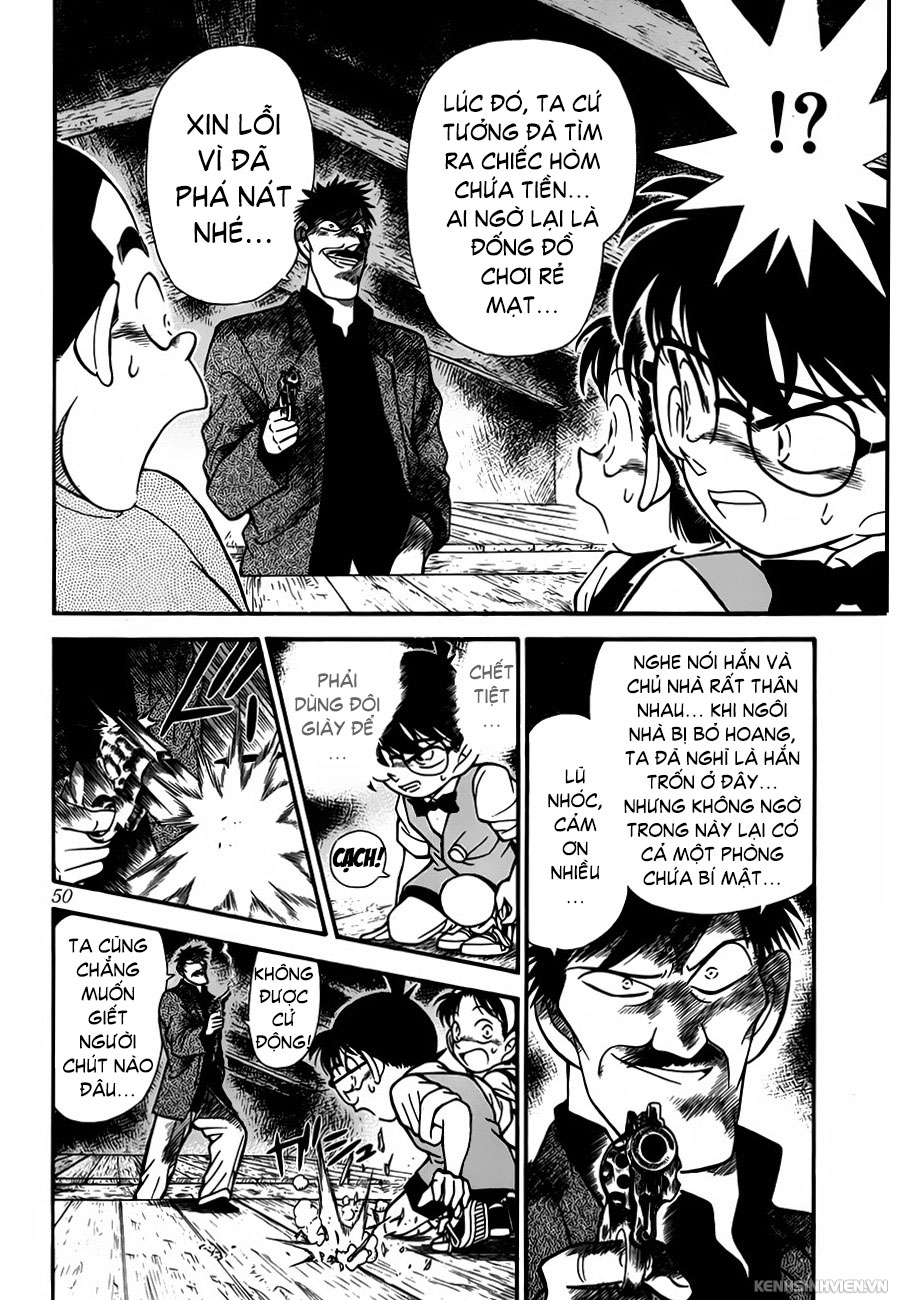 !?
LÚC ĐÓ, TA CỨ
TƯỞNG ĐÃ TÌM
RA CHIẾC HÒM
CHỨA TIỀN...
AI NGỜ LẠI LÀ
ĐỐNG ĐỒ
CHƠI RẺ
MẠT...
XIN LỖI
VÌ ĐÃ
PHÁ NÁT
NHÉ...
NGHE NÓI HẮN VÀ
CHỦ NHÀ RẤT THÂN
NHAU... KHI NGÔI
NHÀ BỊ BỎ HOANG,
TA ĐÃ NGHĨ LÀ HẮN
TRỐN Ở ĐÂY...
NHƯNG KHÔNG NGỜ
TRONG NÀY LẠI CÓ
CẢ MỘT PHÒNG
CHỨA BÍ MẬT...
LŨ
NHÓC,
CẢM
ƠN
NHIỀU
...
CHẾT
TIỆT
...
PHẢI
DÙNG ĐÔI
GIÀY ĐỂ
...
CẠCH!
KHÔNG
ĐƯỢC
CỬ
ĐỘNG!
TA CŨNG
CHẲNG
MUỐN
GIẾT
NGƯỜI
CHÚT NÀO
ĐÂU...
50
KENHSINHVIEN.VN